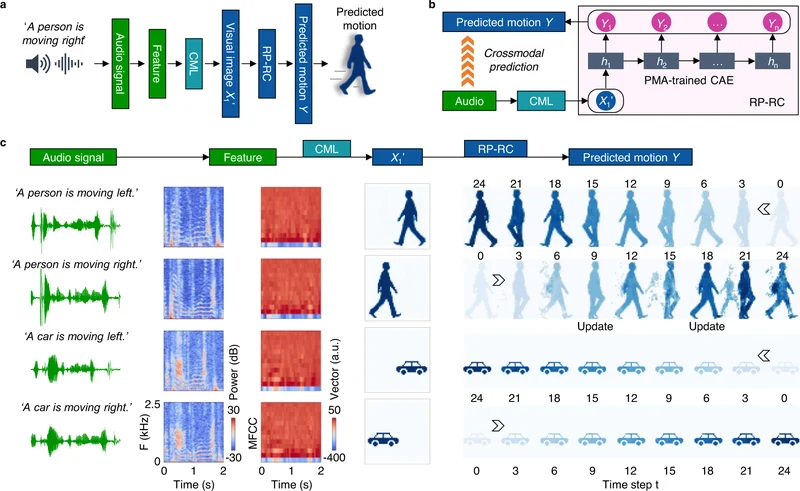 a
'A person is
moving right'
Audio signal
Feature
CML
Visual image X1'
RP-RC
Predicted motion Y
Predicted
motion
b
Predicted motion Y
Y1 Y2 ... Yn
Crossmodal
prediction
h1 h2 ... hn
PMA-trained CAE
Audio CML X1' RP-RC
c
Audio signal Feature CML X1' RP-RC Predicted motion Y
'A person is moving left.'
24 21 18 15 12 9 6 3 0
'A person is moving right.'
0 3 6 9 12 15 18 21 24
Update Update
'A car is moving left.'
24 21 18 15 12 9 6 3 0
'A car is moving right.'
2.5
F (kHz)
0
0 1 2
Time (s)
Power (dB)
30
-30
MFCC
0 1 2
Time (s)
Vector (a.u.)
50
-400
0 3 6 9 12 15 18 21 24
Time step t